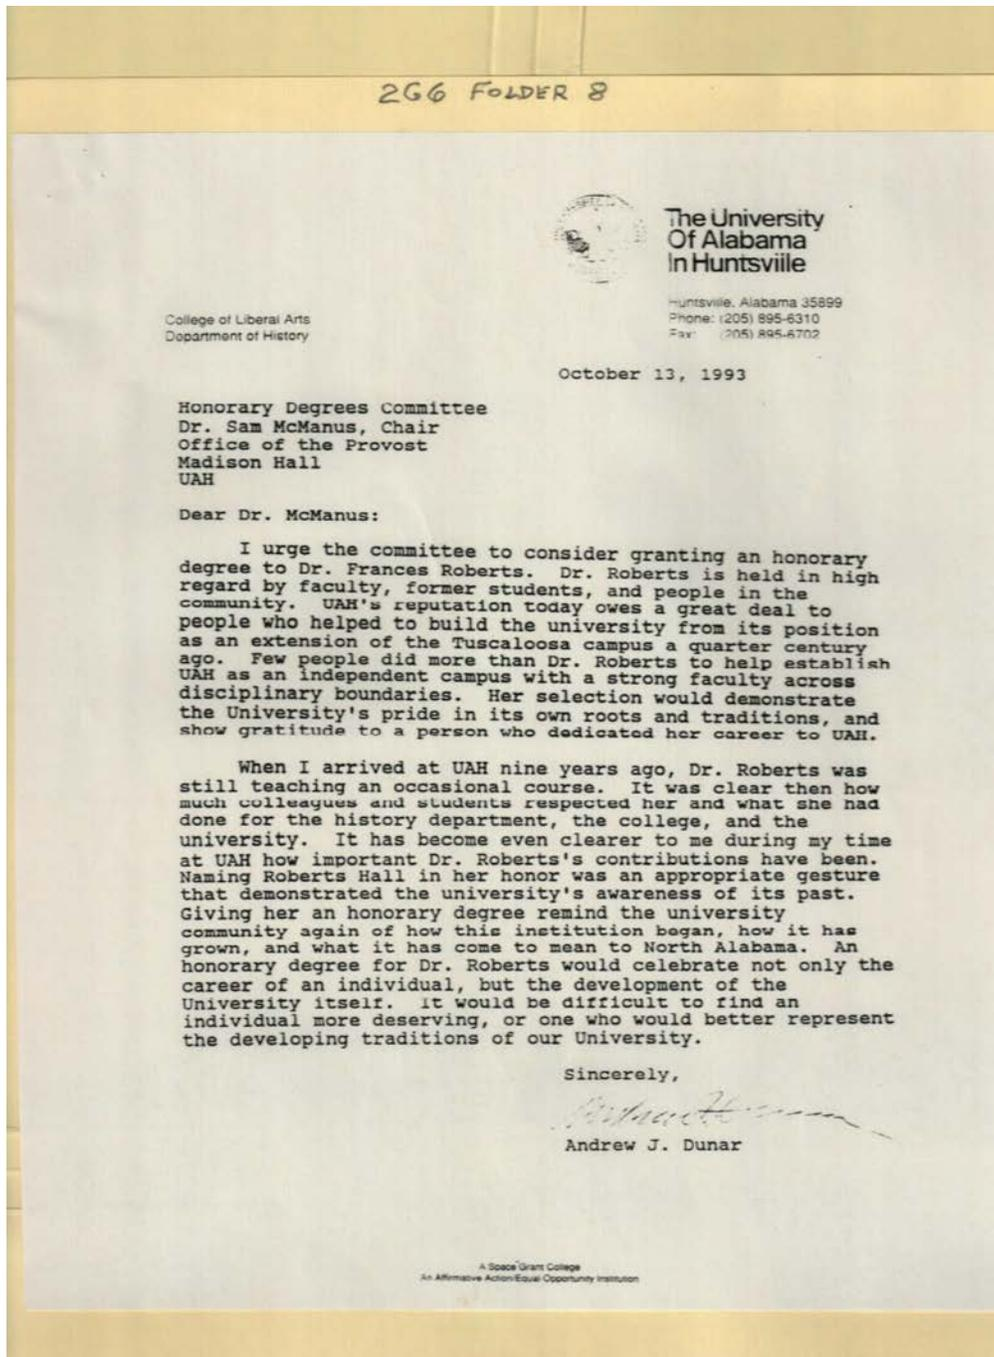 2G6 FOLDER 8
The University
Of Alabama
In Huntsville
Huntsville, Alabama 35899
Phone: (205) 895-6310
Fax: (205) 895-6702
College of Liberal Arts
Department of History
October 13, 1993
Honorary Degrees Committee
Dr. Sam McManus, Chair
Office of the Provost
Madison Hall
UAH
Dear Dr. McManus:
I urge the committee to consider granting an honorary
degree to Dr. Frances Roberts. Dr. Roberts is held in high
regard by faculty, former students, and people in the
community. UAH's reputation today owes a great deal to
people who helped to build the university from its position
as an extension of the Tuscaloosa campus a quarter century
ago. Few people did more than Dr. Roberts to help establish
UAH as an independent campus with a strong faculty across
disciplinary boundaries. Her selection would demonstrate
the University's pride in its own roots and traditions, and
show gratitude to a person who dedicated her career to UAH.
When I arrived at UAH nine years ago, Dr. Roberts was
still teaching an occasional course. It was clear then how
much colleagues and students respected her and what she had
done for the history department, the college, and the
university. It has become even clearer to me during my time
at UAH how important Dr. Roberts's contributions have been.
Naming Roberts Hall in her honor was an appropriate gesture
that demonstrated the university's awareness of its past.
Giving her an honorary degree remind the university
community again of how this institution began, how it has
grown, and what it has come to mean to North Alabama. An
honorary degree for Dr. Roberts would celebrate not only the
career of an individual, but the development of the
University itself. It would be difficult to find an
individual more deserving, or one who would better represent
the developing traditions of our University.
Sincerely,
Andrew J. Dunar
A Space Grant College
An Affirmative Action/Equal Opportunity Institution